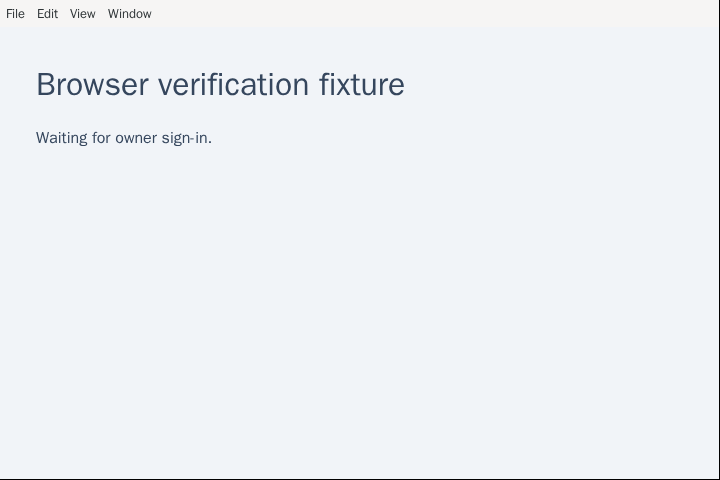 File Edit View Window
Browser verification fixture
Waiting for owner sign-in.